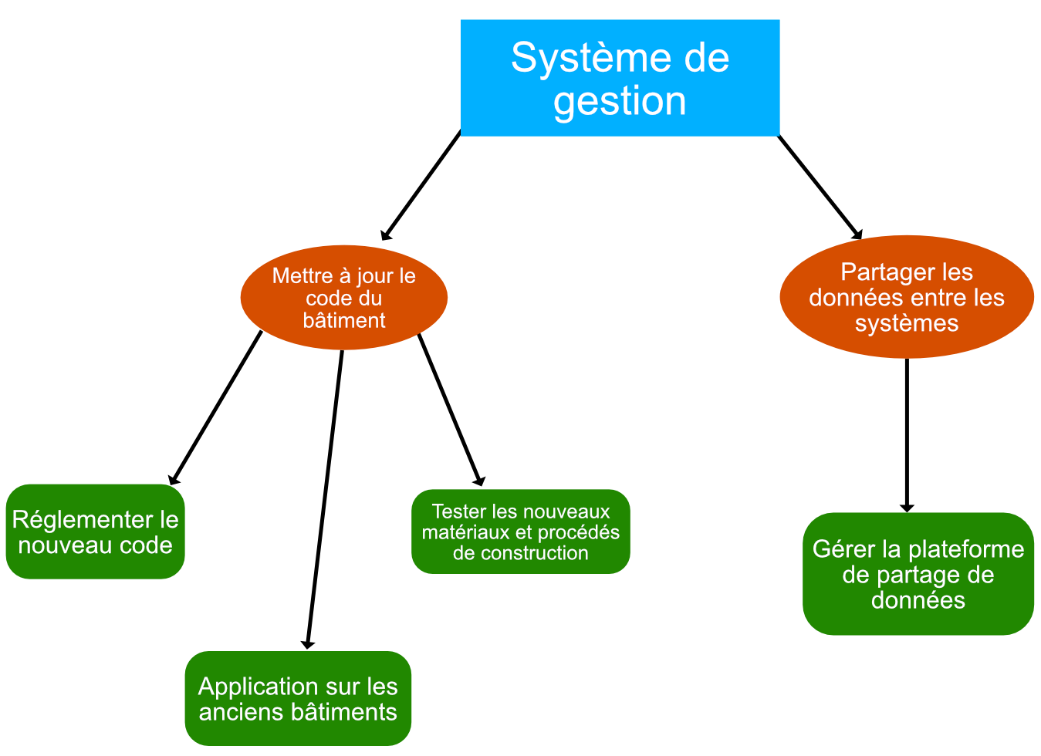 Système de
gestion
Mettre à jour le
code du
bâtiment
Partager les
données entre les
systèmes
Réglementer le
nouveau code
Tester les nouveaux
matériaux et procédés
de construction
Gérer la plateforme
de partage de
données
Application sur les
anciens bâtiments